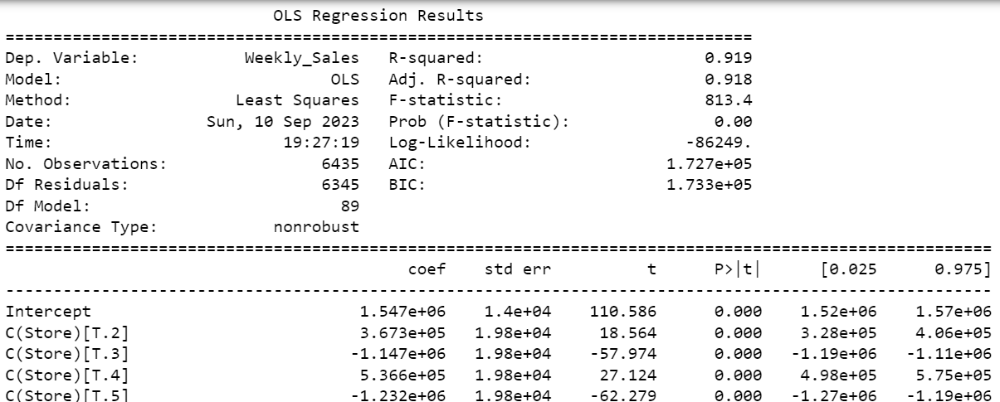 OLS Regression Results
==============================================================================
Dep. Variable: Weekly_Sales R-squared: 0.919
Model: OLS Adj. R-squared: 0.918
Method: Least Squares F-statistic: 813.4
Date: Sun, 10 Sep 2023 Prob (F-statistic): 0.00
Time: 19:27:19 Log-Likelihood: -86249.
No. Observations: 6435 AIC: 1.727e+05
Df Residuals: 6345 BIC: 1.733e+05
Df Model: 89
Covariance Type: nonrobust
=======================================================================================================
coef std err t P>|t| [0.025 0.975]
-------------------------------------------------------------------------------------------------------
Intercept 1.547e+06 1.4e+04 110.586 0.000 1.52e+06 1.57e+06
C(Store)[T.2] 3.673e+05 1.98e+04 18.564 0.000 3.28e+05 4.06e+05
C(Store)[T.3] -1.147e+06 1.98e+04 -57.974 0.000 -1.19e+06 -1.11e+06
C(Store)[T.4] 5.366e+05 1.98e+04 27.124 0.000 4.98e+05 5.75e+05
C(Store)[T.5] -1.232e+06 1.98e+04 -62.279 0.000 -1.27e+06 -1.19e+06